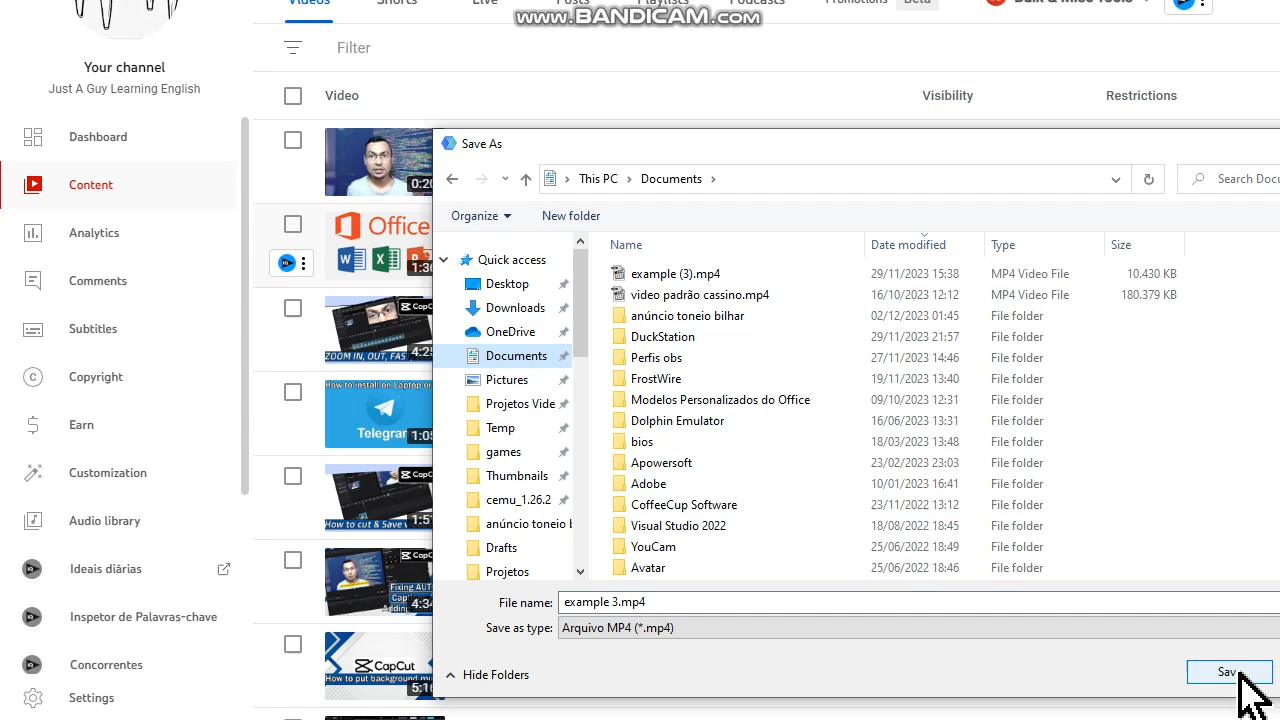 Videos Shorts Live Posts Playlists Podcasts Promotions Beta
www.BANDICAM.com
Filter
Your channel
Just A Guy Learning English
Video Visibility Restrictions
Dashboard
Content
Analytics
Comments
Subtitles
Copyright
Earn
Customization
Audio library
Ideais diárias
Inspetor de Palavras-chave
Concorrentes
Settings
0:20
Office
1:36
CapC
ZOOM IN, OUT, FAS
4:25
How to install on Laptop or
Telegra
1:05
CapC
How to cut & Save
1:51
CapC
Fixing AUT
Adding
4:34
CapCut
How to put background mu
5:16
Save As
This PC Documents
Search Docu
Organize
New folder
Quick access
Desktop
Downloads
OneDrive
Documents
Pictures
Projetos Vide
Temp
games
Thumbnails
cemu_1.26.2
anúncio toneio b
Drafts
Projetos
Name Date modified Type Size
example (3).mp4 29/11/2023 15:38 MP4 Video File 10.430 KB
video padrão cassino.mp4 16/10/2023 12:12 MP4 Video File 180.379 KB
anúncio toneio bilhar 02/12/2023 01:45 File folder
DuckStation 29/11/2023 21:57 File folder
Perfis obs 27/11/2023 14:46 File folder
FrostWire 19/11/2023 13:40 File folder
Modelos Personalizados do Office 09/10/2023 12:31 File folder
Dolphin Emulator 16/06/2023 13:31 File folder
bios 18/03/2023 13:48 File folder
Apowersoft 23/02/2023 23:03 File folder
Adobe 10/01/2023 16:41 File folder
CoffeeCup Software 23/11/2022 13:12 File folder
Visual Studio 2022 18/08/2022 18:45 File folder
YouCam 25/06/2022 18:49 File folder
Avatar 25/06/2022 18:46 File folder
File name: example 3.mp4
Save as type: Arquivo MP4 (*.mp4)
Hide Folders
Sav